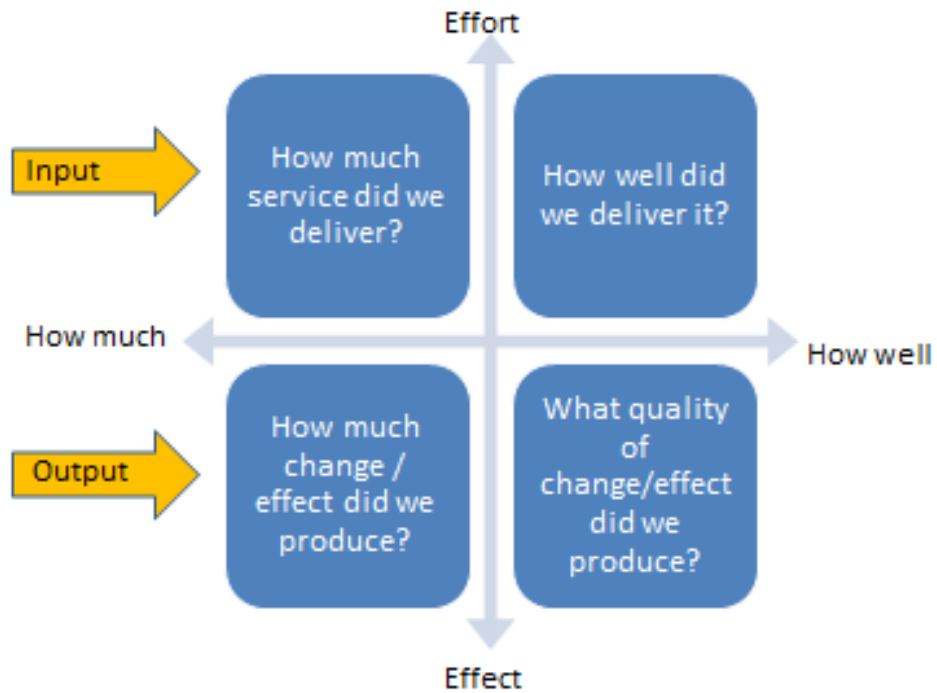 Effort
Input
How much
service did we
deliver?
How well did
we deliver it?
How much
How well
Output
How much
change /
effect did we
produce?
What quality
of
change/effect
did we
produce?
Effect